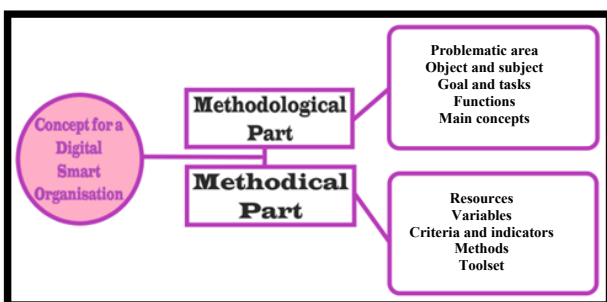 Concept for a
Digital
Smart
Organisation
Methodological
Part
Problematic area
Object and subject
Goal and tasks
Functions
Main concepts
Methodical
Part
Resources
Variables
Criteria and indicators
Methods
Toolset